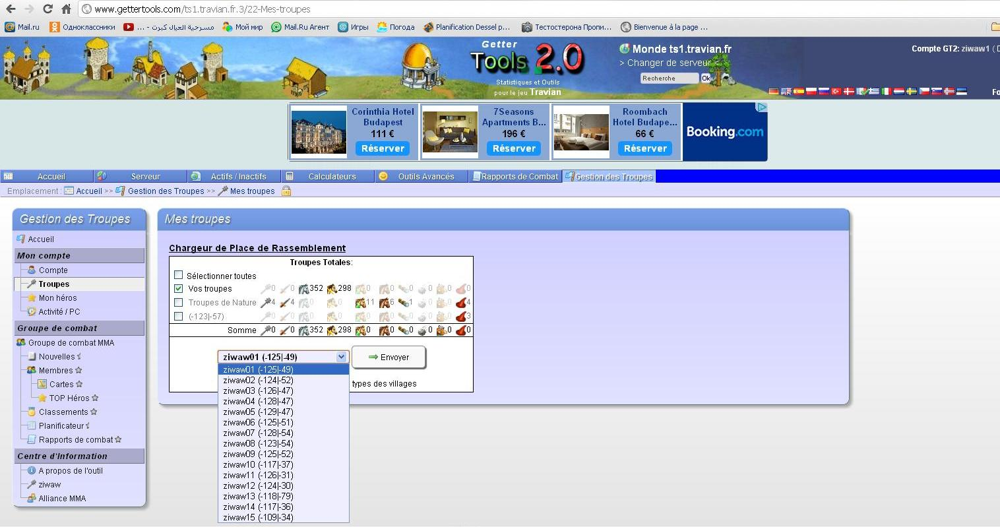 www.gettertools.com/ts1.travian.fr.3/22-Mes-troupes
Mail.ru Одноклассники مسرحية العيال كبرت - ... Мой мир Mail.Ru Агент Игры Погода Planification Dessel p... Тестостерона Пропи... Bienvenue à la page ...
Getter
Tools 2.0
Statistiques et Outils
pour le jeu Travian
Monde ts1.travian.fr
> Changer de serveur <
Recherche Ok
Compte GT2: ziwaw1 ( D
Fo
Corinthia Hotel
Budapest
111 €
Réserver
7Seasons
Apartments B...
196 €
Réserver
Roombach
Hotel Budape...
66 €
Réserver
Booking.com
Accueil Serveur Actifs / Inactifs Calculateurs Outils Avancés Rapports de Combat Gestion des Troupes
Emplacement : Accueil >> Gestion des Troupes >> Mes troupes
Gestion des Troupes
Accueil
Mon compte
Compte
Troupes
Mon héros
Activité / PC
Groupe de combat
Groupe de combat MMA
Nouvelles
Membres
Cartes
TOP Héros
Classements
Planificateur
Rapports de combat
Centre d'Information
A propos de l'outil
ziwaw
Alliance MMA
Mes troupes
Chargeur de Place de Rassemblement
Troupes Totales:
Sélectionner toutes
Vos troupes 0 0 352 298 0 0 0 0 0 0
Troupes de Nature 4 4 0 0 11 6 1 0 0 4
(-123|-57) 0 0 0 0 0 0 0 0 0 3
Somme 0 0 352 298 0 0 0 0 0 0
ziwaw01 (-125|-49) Envoyer
types des villages
ziwaw01 (-125|-49)
ziwaw02 (-124|-52)
ziwaw03 (-126|-47)
ziwaw04 (-128|-47)
ziwaw05 (-129|-47)
ziwaw06 (-125|-51)
ziwaw07 (-128|-54)
ziwaw08 (-123|-54)
ziwaw09 (-125|-52)
ziwaw10 (-117|-37)
ziwaw11 (-126|-31)
ziwaw12 (-124|-30)
ziwaw13 (-118|-79)
ziwaw14 (-117|-36)
ziwaw15 (-109|-34)